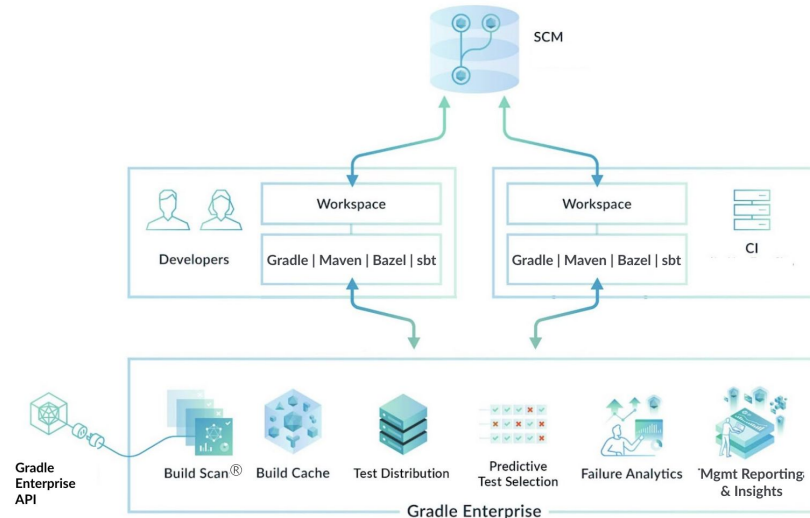 SCM
Workspace
Workspace
Developers
Gradle | Maven | Bazel | sbt
Gradle | Maven | Bazel | sbt
CI
Gradle
Enterprise
API
Build Scan®
Build Cache
Test Distribution
Predictive
Test Selection
Failure Analytics
Mgmt Reporting
& Insights
Gradle Enterprise